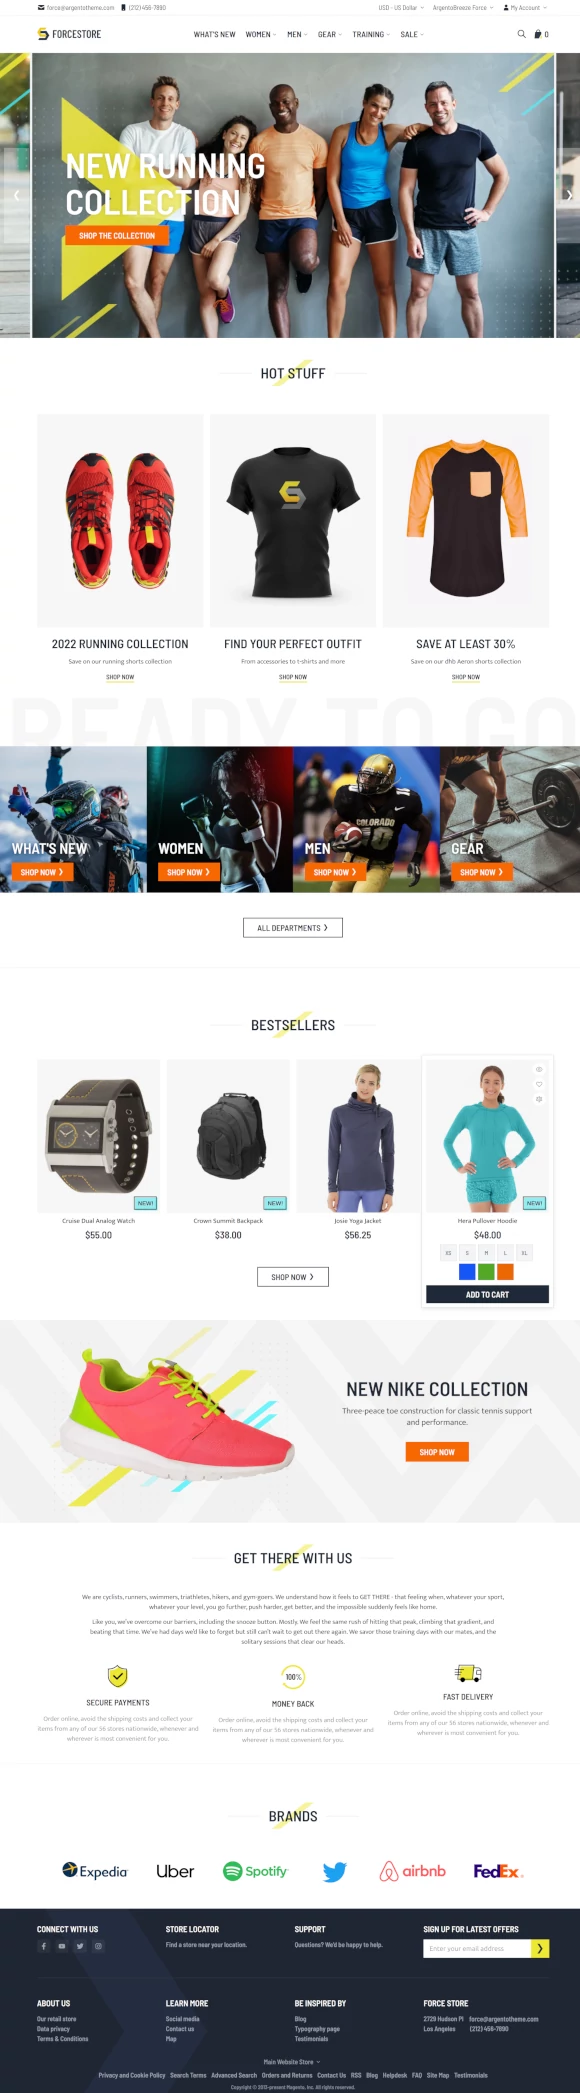 force@argentotheme.com (212) 456-7890 USD - US Dollar ArgentoBreeze Force My Account
FORCESTORE WHAT'S NEW WOMEN MEN GEAR TRAINING SALE 0
NEW RUNNING
COLLECTION
SHOP THE COLLECTION
HOT STUFF
2022 RUNNING COLLECTION FIND YOUR PERFECT OUTFIT SAVE AT LEAST 30%
Save on our running shorts collection From accessories to t-shirts and more Save on our dhb Aeron shorts collection
SHOP NOW SHOP NOW SHOP NOW
READY TO GO
COLORADO
10
WHAT'S NEW WOMEN MEN GEAR
SHOP NOW SHOP NOW SHOP NOW SHOP NOW
ALL DEPARTMENTS
BESTSELLERS
NEW! NEW! NEW!
Cruise Dual Analog Watch Crown Summit Backpack Josie Yoga Jacket Hera Pullover Hoodie
$55.00 $38.00 $56.25 $48.00
XS S M L XL
SHOP NOW
ADD TO CART
NEW NIKE COLLECTION
Three-peace toe construction for classic tennis support
and performance.
SHOP NOW
GET THERE WITH US
We are cyclists, runners, swimmers, triathletes, hikers, and gym-goers. We understand how it feels to GET THERE - that feeling when, whatever your sport,
whatever your level, you go further, push harder, get better, and the impossible suddenly feels like home.
Like you, we've overcome our barriers, including the snooze button. Mostly. We feel the same rush of hitting that peak, climbing that gradient, and
beating that time. We've had days we'd like to forget but still can't wait to get out there again. We savor those training days with our mates, and the
solitary sessions that clear our heads.
100%
SECURE PAYMENTS MONEY BACK FAST DELIVERY
Order online, avoid the shipping costs and collect your Order online, avoid the shipping costs and collect your Order online, avoid the shipping costs and collect your
items from any of our 56 stores nationwide, whenever and items from any of our 56 stores nationwide, whenever and items from any of our 56 stores nationwide, whenever and
wherever is most convenient for you. wherever is most convenient for you. wherever is most convenient for you.
BRANDS
Expedia Uber Spotify airbnb FedEx
CONNECT WITH US STORE LOCATOR SUPPORT SIGN UP FOR LATEST OFFERS
Find a store near your location. Questions? We'd be happy to help. Enter your email address
ABOUT US LEARN MORE BE INSPIRED BY FORCE STORE
Our retail store Social media Blog 2729 Hudson Pl force@argentotheme.com
Data privacy Contact us Typography page Los Angeles (212) 456-7890
Terms & Conditions Map Testimonials
Main Website Store
Privacy and Cookie Policy Search Terms Advanced Search Orders and Returns Contact Us RSS Blog Helpdesk FAQ Site Map Testimonials
Copyright © 2013-present Magento, Inc. All rights reserved.